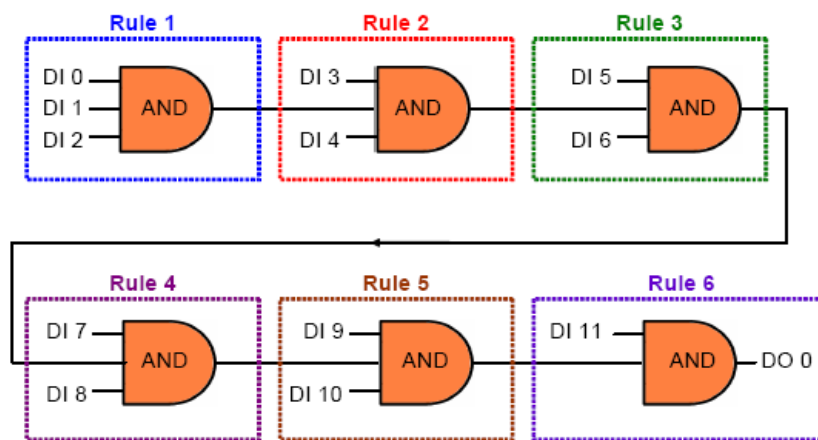 Rule 1 Rule 2 Rule 3
DI 0 DI 3 DI 5
DI 1 AND AND AND
DI 2 DI 4 DI 6
Rule 4 Rule 5 Rule 6
DI 7 DI 9 DI 11
AND AND AND DO 0
DI 8 DI 10